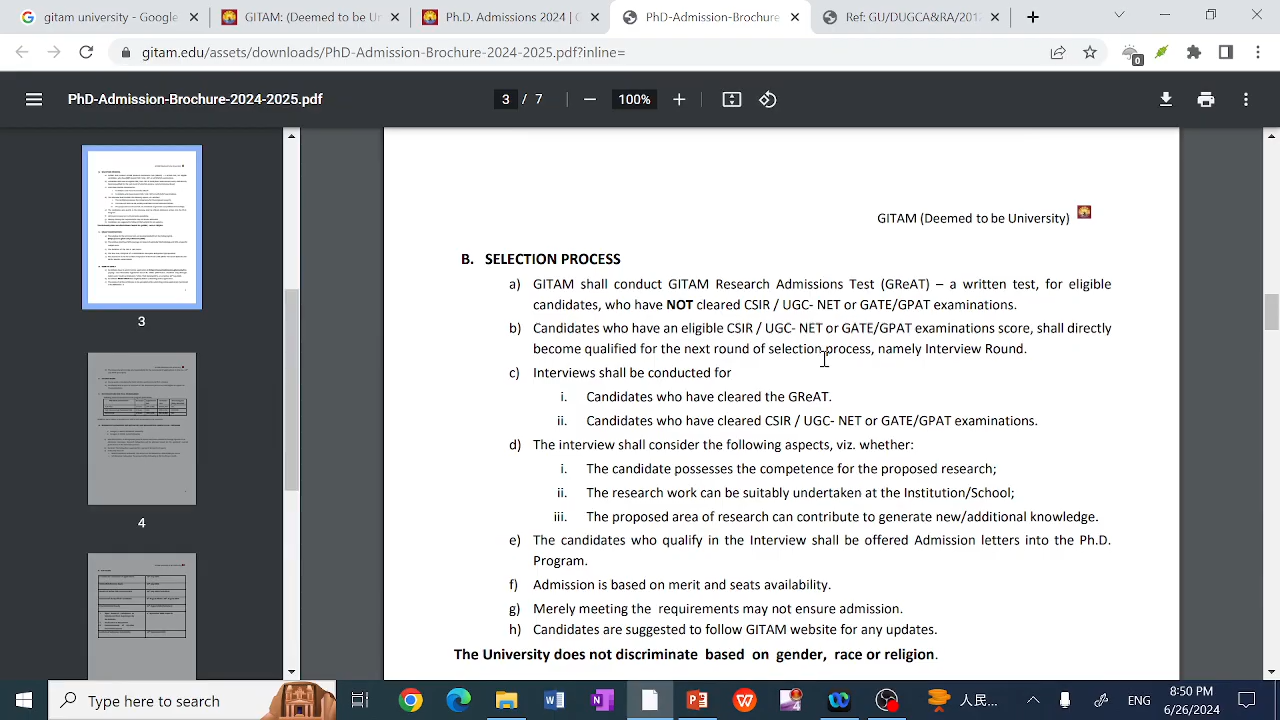 gitam university - Google
GITAM: (Deemed to be Ur
Ph.D. Admissions 2024 |
PhD-Admission-Brochure
Ref: GU/DUGCA&RA/201
gitam.edu/assets/downloads/PhD-Admission-Brochure-2024-2025.pdf?inline=
0
PhD-Admission-Brochure-2024-2025.pdf
3 / 7
100%
GITAM (Deemed to be University)
B. SELECTION PROCESS
a) GITAM shall conduct GITAM Research Admissions Test (GReAT) – a written test, for eligible
candidates, who have NOT cleared CSIR / UGC- NET or GATE/GPAT examinations.
b) Candidates who have an eligible CSIR / UGC- NET or GATE/GPAT examinations score, shall directly
become qualified for the next round of selection process, namely Interview Round.
c) Interviews shall be conducted for
i. Candidates who have cleared the GReAT.
Candidates who have cleared CSIR / UGC- NET or GATE/GPAT examinations.
d) The interview shall consider the following aspects, viz. whether:
i. The candidate possesses the competence for the proposed research;
ii. The research work can be suitably undertaken at the Institution/School;
iii. The proposed area of research can contribute to generate new/additional knowledge.
e) The candidates who qualify in the Interview shall be offered Admission letters into the Ph.D.
Program.
f) Admission is based on merit and seats availability.
g) meeting the requirements may not ensure admission.
h) Candidates are suggested to follow GITAM website for any updates.
The University does not discriminate based on gender, race or religion.
3
4
Type here to search
人民...
ENG
8:50 PM
6/26/2024